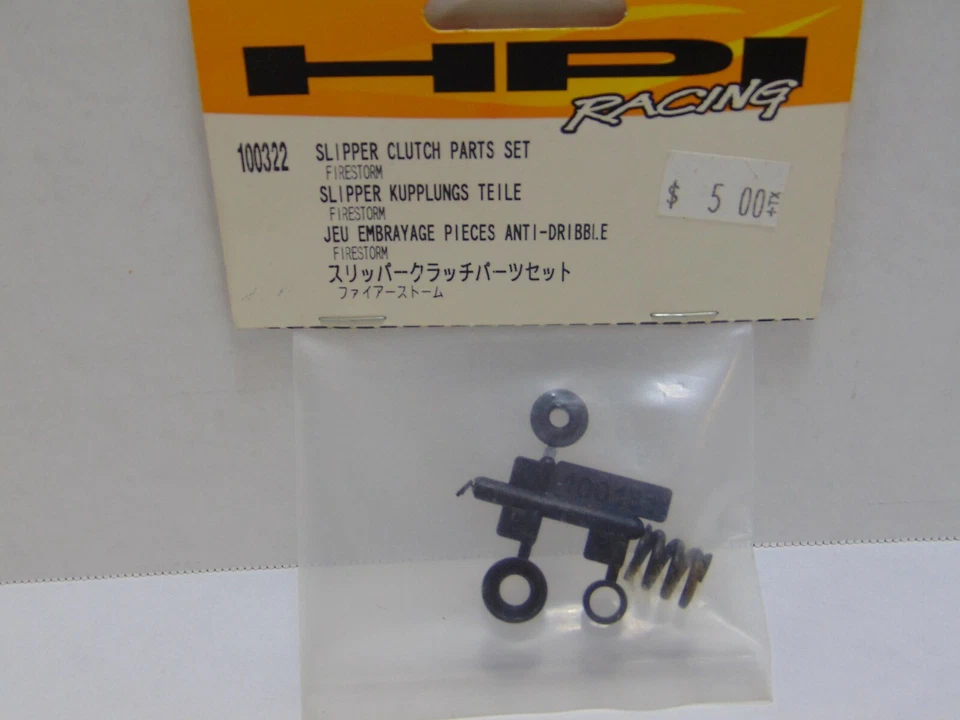 HPI
RACING
100322 SLIPPER CLUTCH PARTS SET
FIRESTORM
SLIPPER KUPPLUNGS TEILE
FIRESTORM
JEU EMBRAYAGE PIECES ANTI-DRIBBLE
FIRESTORM
スリッパークラッチパーツセット
ファイアーストーム
$ 5 00 +TX